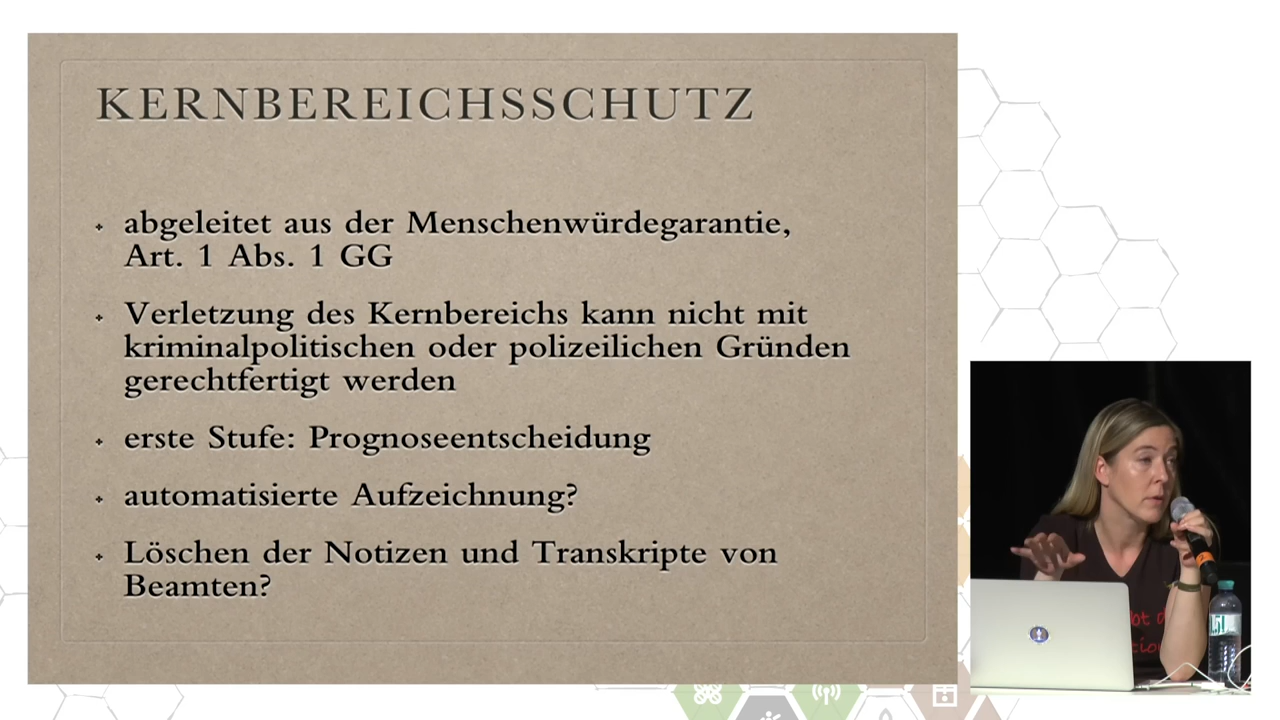 KERNBEREICHSSCHUTZ
abgeleitet aus der Menschenwürdegarantie,
Art. 1 Abs. 1 GG
Verletzung des Kernbereichs kann nicht mit
kriminalpolitischen oder polizeilichen Gründen
gerechtfertigt werden
erste Stufe: Prognoseentscheidung
automatisierte Aufzeichnung?
Löschen der Notizen und Transkripte von
Beamten?